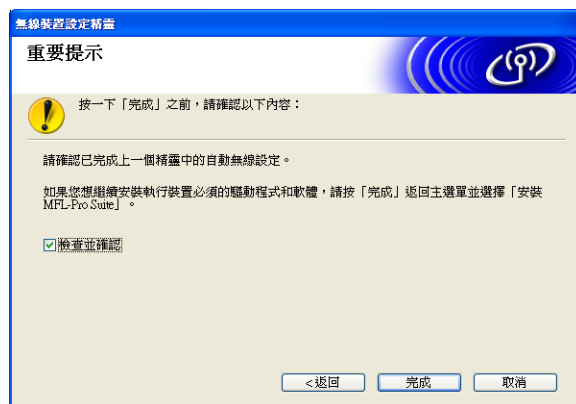 無線裝置設定精靈
重要提示
按一下「完成」之前，請確認以下內容：
請確認已完成上一個精靈中的自動無線設定。
如果您想繼續安裝執行裝置必須的驅動程式和軟體，請按「完成」返回主選單並選擇「安裝
MFL-Pro Suite」。
檢查並確認
<返回
完成
取消